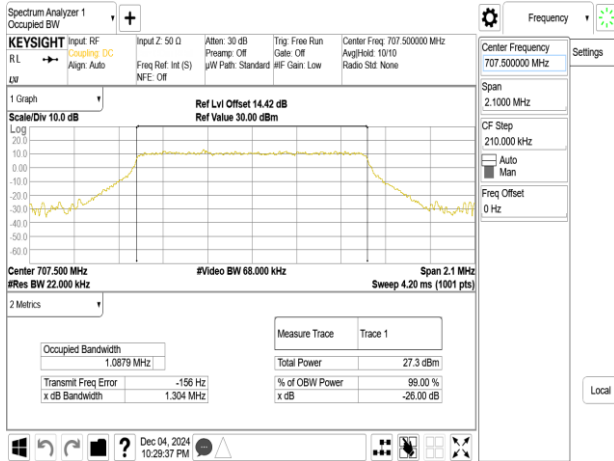 Spectrum Analyzer 1
Occupied BW
Frequency
KEYSIGHT
RL
LXI
Input: RF
Coupling: DC
Align: Auto
Input Z: 50 Ω
Freq Ref: Int (S)
NFE: Off
Atten: 30 dB
Preamp: Off
µW Path: Standard
Trig: Free Run
Gate: Off
#IF Gain: Low
Center Freq: 707.500000 MHz
Avg|Hold: 10/10
Radio Std: None
Center Frequency
707.500000 MHz
Settings
Span
2.1000 MHz
CF Step
210.000 kHz
Auto
Man
Freq Offset
0 Hz
Local
1 Graph
Scale/Div 10.0 dB
Ref Lvl Offset 14.42 dB
Ref Value 30.00 dBm
Log
20.0
10.0
0.00
-10.0
-20.0
-30.0
-40.0
-50.0
-60.0
Center 707.500 MHz
#Video BW 68.000 kHz
Span 2.1 MHz
#Res BW 22.000 kHz
Sweep 4.20 ms (1001 pts)
2 Metrics
Measure Trace
Trace 1
Occupied Bandwidth
1.0879 MHz
Total Power
27.3 dBm
Transmit Freq Error
-156 Hz
% of OBW Power
99.00 %
x dB Bandwidth
1.304 MHz
x dB
-26.00 dB
?
Dec 04, 2024
10:29:37 PM